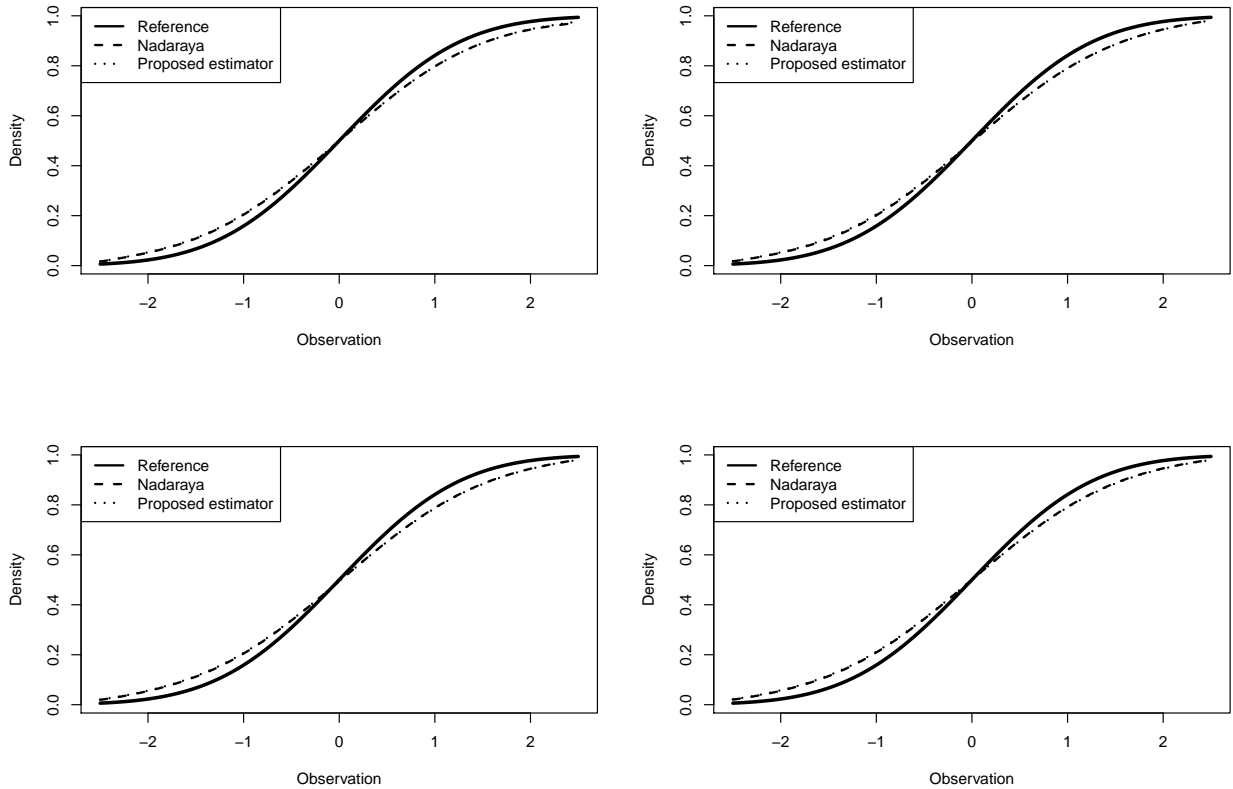 Reference
Nadaraya
Proposed estimator
Density
0.0 0.2 0.4 0.6 0.8 1.0
−2 −1 0 1 2
Observation
Reference
Nadaraya
Proposed estimator
Density
0.0 0.2 0.4 0.6 0.8 1.0
−2 −1 0 1 2
Observation
Reference
Nadaraya
Proposed estimator
Density
0.0 0.2 0.4 0.6 0.8 1.0
−2 −1 0 1 2
Observation
Reference
Nadaraya
Proposed estimator
Density
0.0 0.2 0.4 0.6 0.8 1.0
−2 −1 0 1 2
Observation